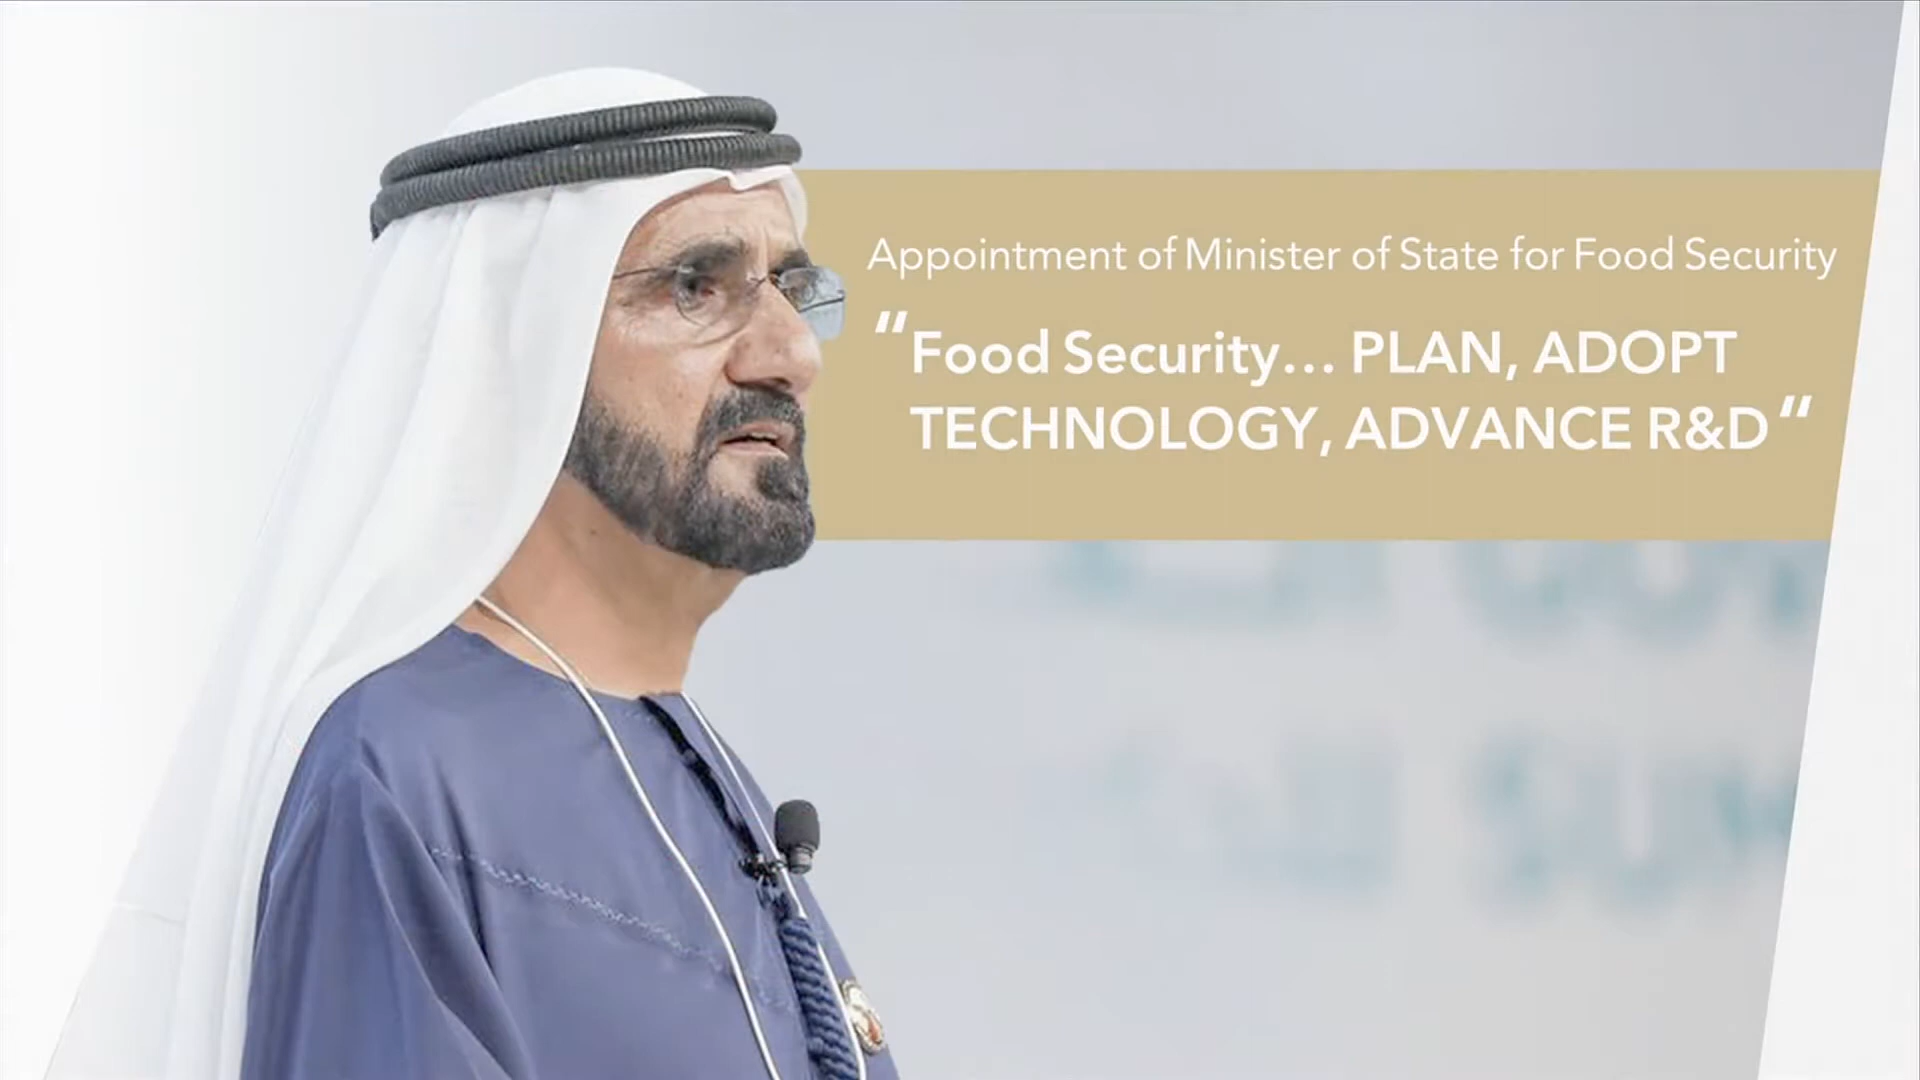 Appointment of Minister of State for Food Security
“Food Security... PLAN, ADOPT
TECHNOLOGY, ADVANCE R&D“